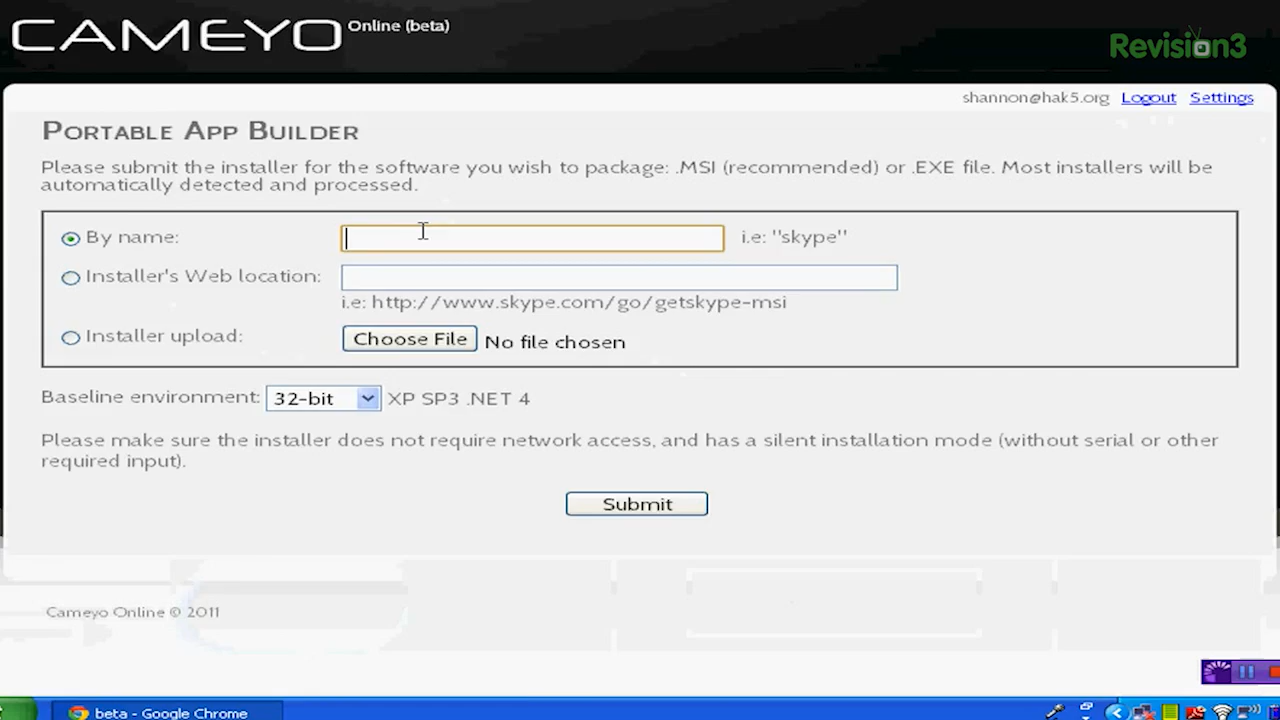 CAMEYO Online (beta)
Revision3
shannon@hak5.org Logout Settings
Portable App Builder
Please submit the installer for the software you wish to package: .MSI (recommended) or .EXE file. Most installers will be
automatically detected and processed.
By name: i.e: "skype"
Installer's Web location:
i.e: http://www.skype.com/go/getskype-msi
Installer upload: Choose File No file chosen
Baseline environment: 32-bit XP SP3 .NET 4
Please make sure the installer does not require network access, and has a silent installation mode (without serial or other
required input).
Submit
Cameyo Online © 2011
beta - Google Chrome